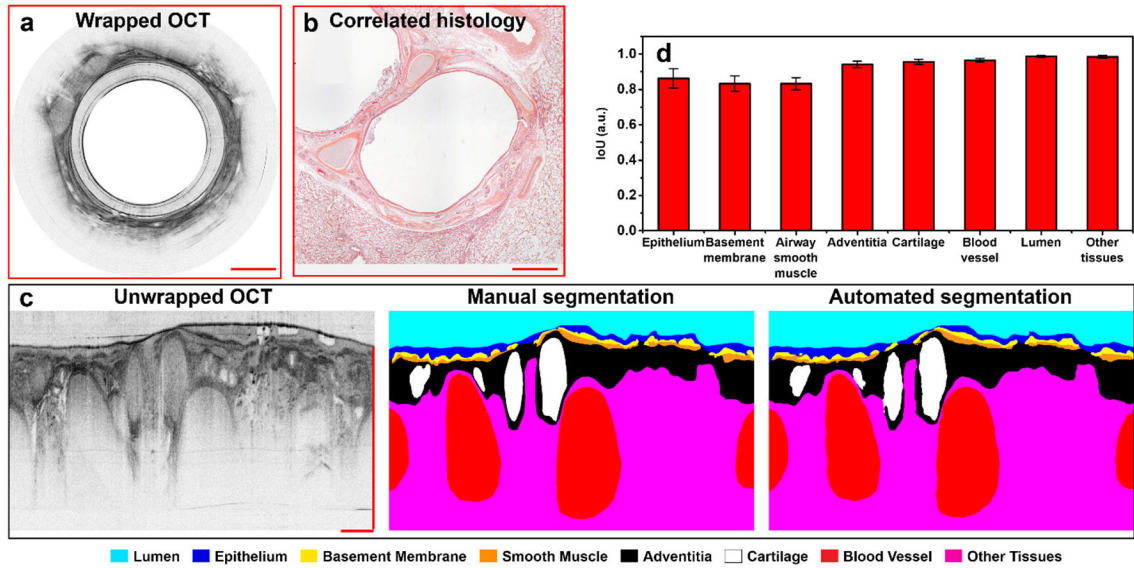 a Wrapped OCT
b Correlated histology
d
IoU (a.u.)
1.0
0.8
0.6
0.4
0.2
0.0
Epithelium
Basement
membrane
Airway
smooth
muscle
Adventitia
Cartilage
Blood
vessel
Lumen
Other
tissues
c Unwrapped OCT
Manual segmentation
Automated segmentation
Lumen Epithelium Basement Membrane Smooth Muscle Adventitia Cartilage Blood Vessel Other Tissues